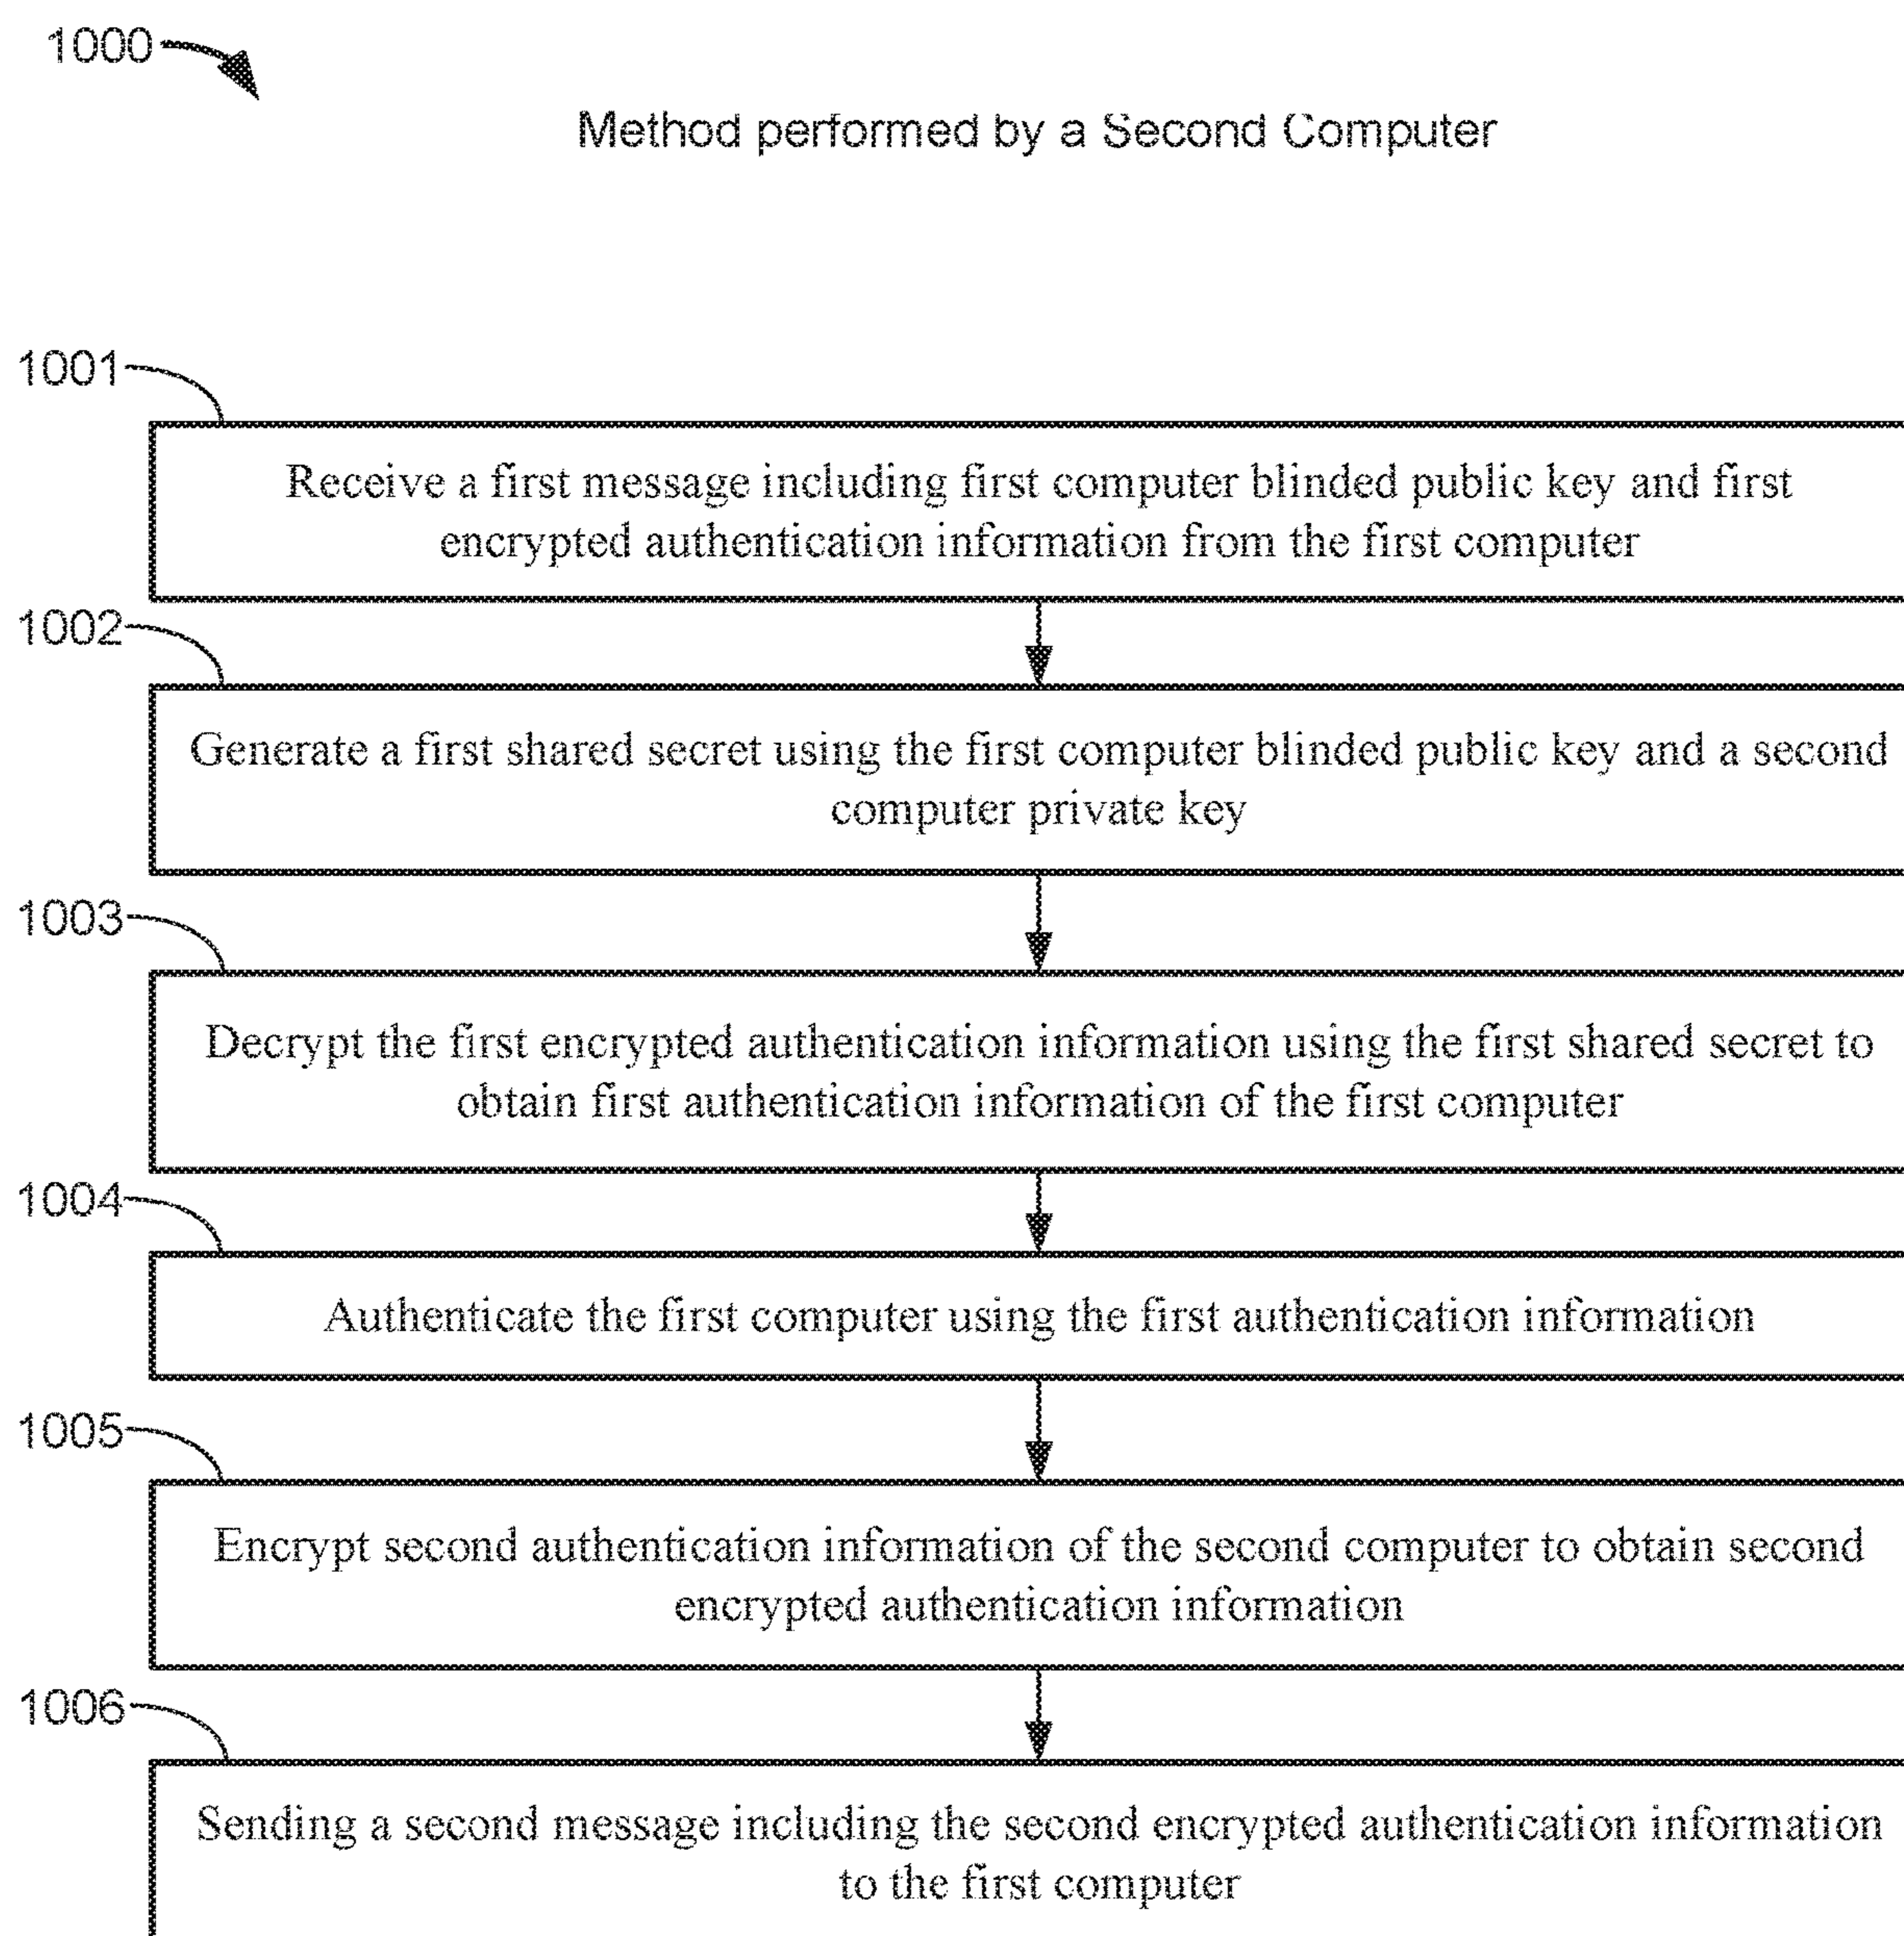 1000
Method performed by a Second Computer
1001
Receive a first message including first computer blinded public key and first
encrypted authentication information from the first computer
1002
Generate a first shared secret using the first computer blinded public key and a second
computer private key
1003
Decrypt the first encrypted authentication information using the first shared secret to
obtain first authentication information of the first computer
1004
Authenticate the first computer using the first authentication information
1005
Encrypt second authentication information of the second computer to obtain second
encrypted authentication information
1006
Sending a second message including the second encrypted authentication information
to the first computer